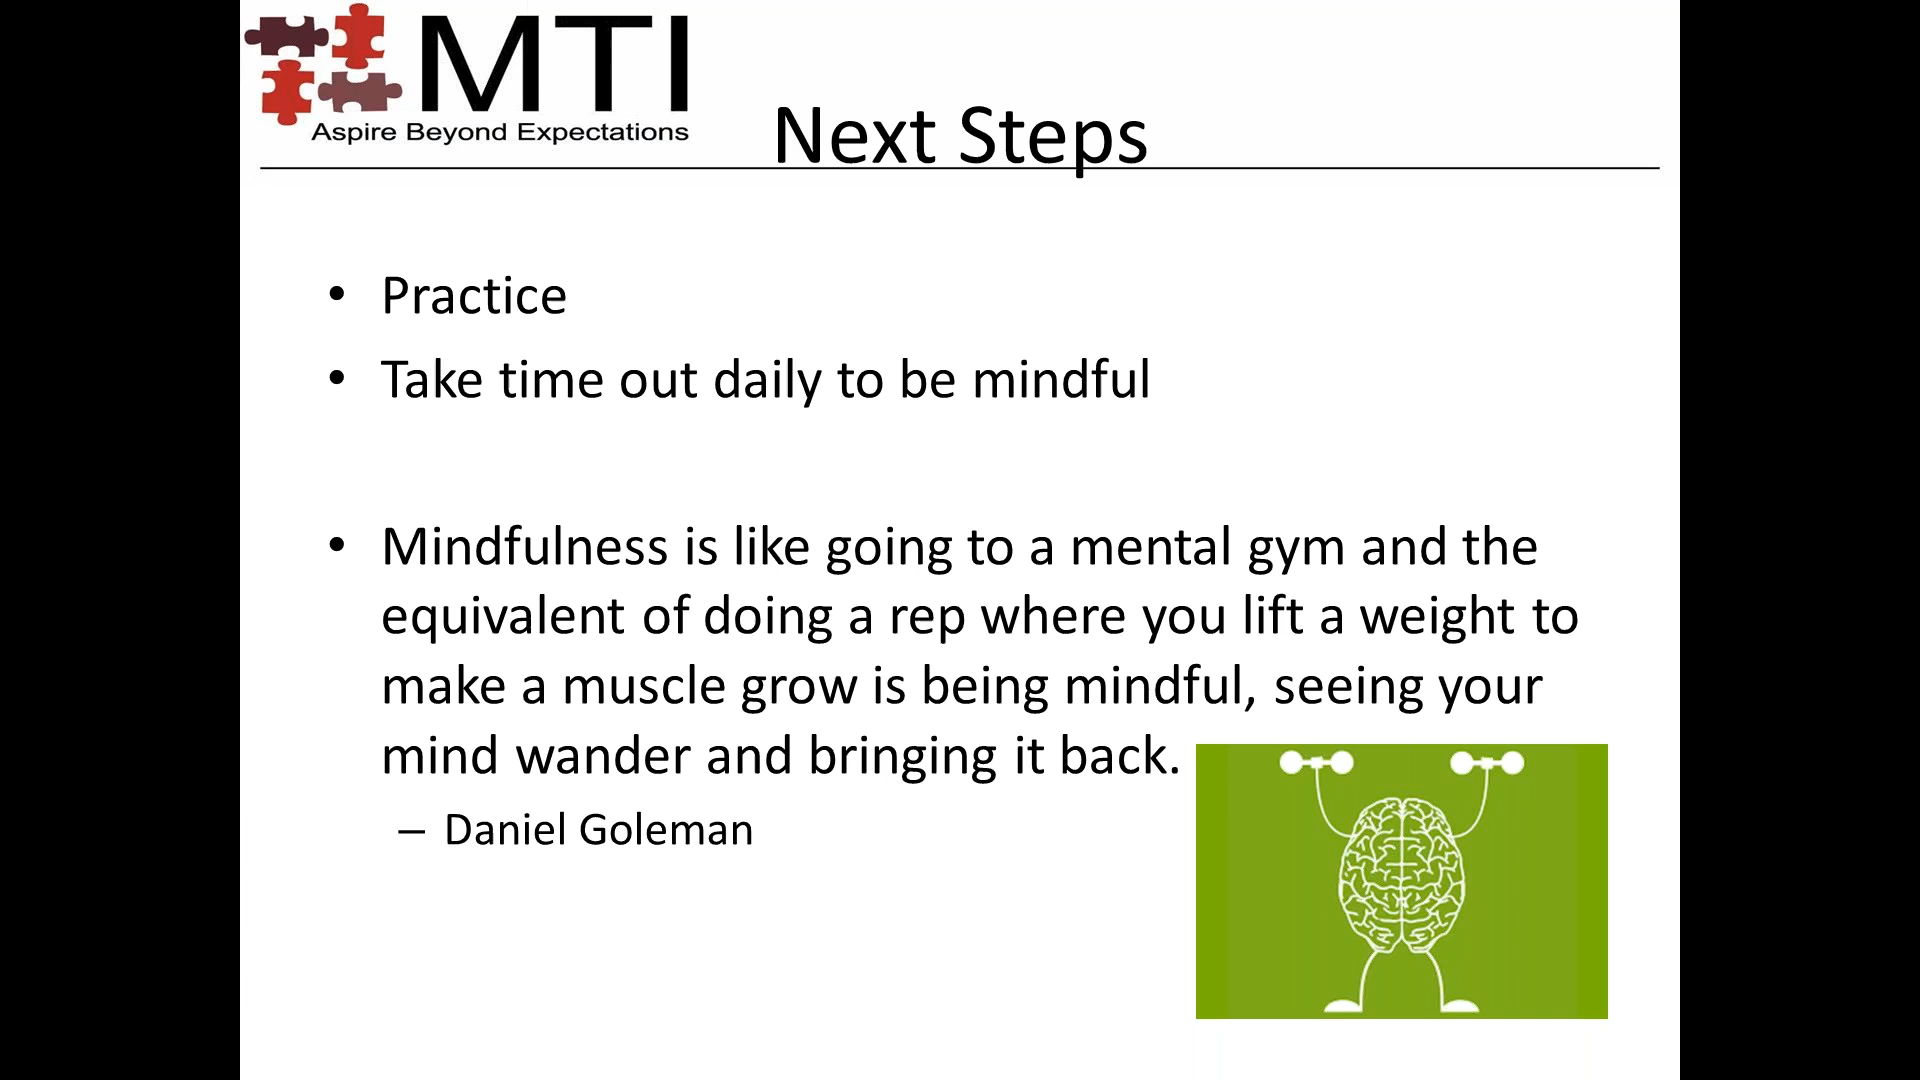 MTI
Aspire Beyond Expectations
Next Steps
• Practice
• Take time out daily to be mindful
• Mindfulness is like going to a mental gym and the
equivalent of doing a rep where you lift a weight to
make a muscle grow is being mindful, seeing your
mind wander and bringing it back.
– Daniel Goleman